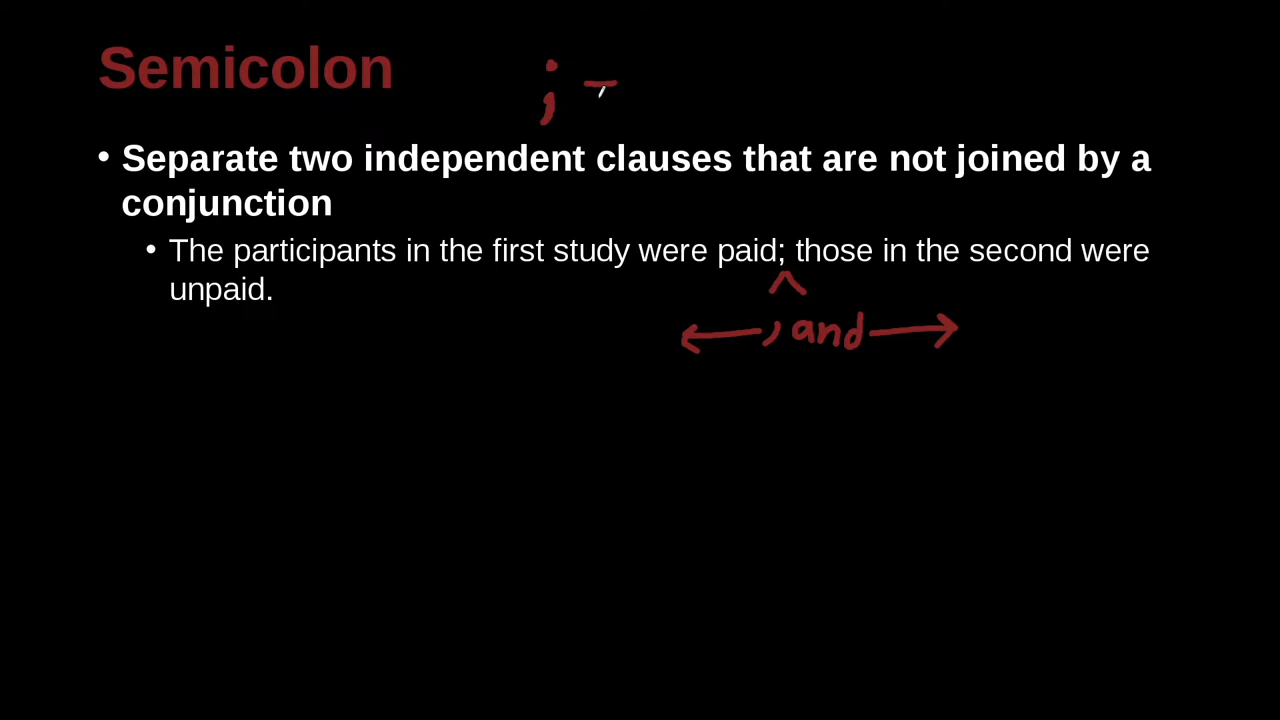 Semicolon ; –
• Separate two independent clauses that are not joined by a
conjunction
• The participants in the first study were paid; those in the second were
unpaid.
, and